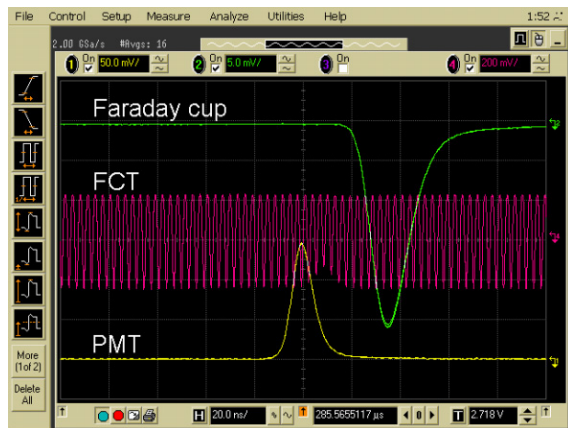 File Control Setup Measure Analyze Utilities Help 1:52
2.00 GSa/s #Avgs: 16
1 On 50.0 mV/ 2 On 5.0 mV/ 3 On 4 On 200 mV/
Faraday cup
FCT
PMT
More
(1of 2)
Delete
All
H 20.0 ns/ 285.5655117 µs 0 T 2.718 V